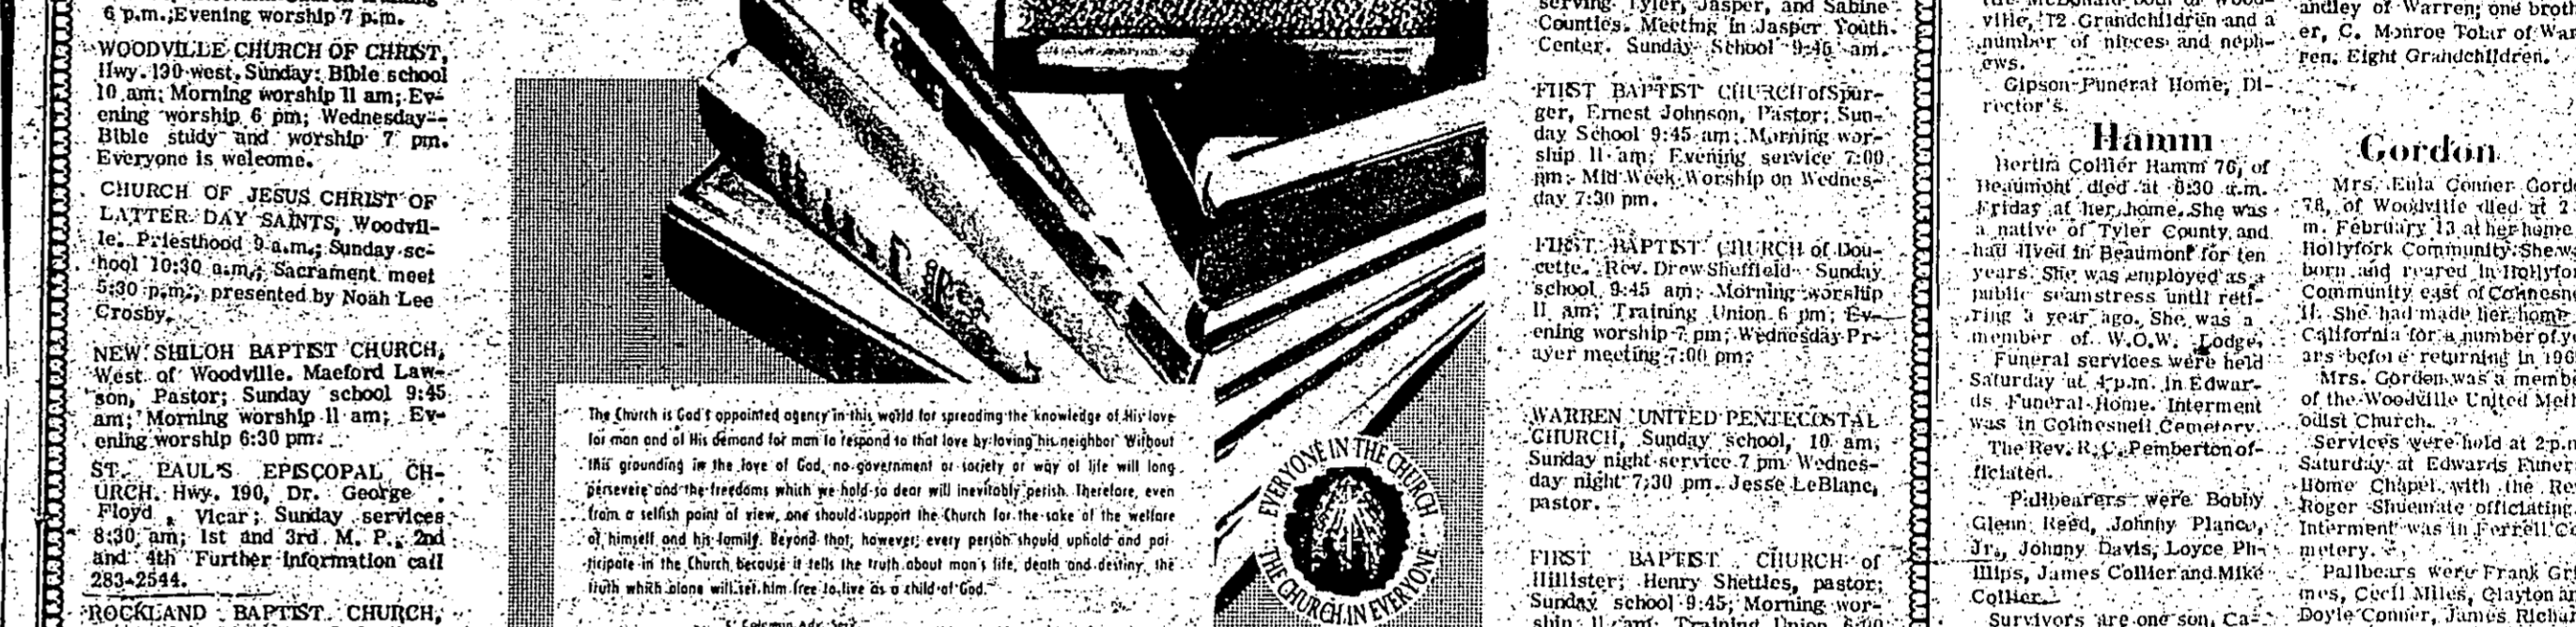 6 p.m.;Evening worship 7 p.m.
WOODVILLE CHURCH OF CHRIST,
Hwy. 190 west. Sunday: Bible school
10 am; Morning worship 11 am; Ev-
ening worship 6 pm; Wednesday--
Bible study and worship 7 pm.
Everyone is welcome.
CHURCH OF JESUS CHRIST OF
LATTER DAY SAINTS, Woodvil-
le. Priesthood 9 a.m.; Sunday sc-
hool 10:30 a.m.; Sacrament meet
5:30 p.m., presented by Noah Lee
Crosby.
NEW SHILOH BAPTIST CHURCH,
West of Woodville. Maeford Law-
son, Pastor; Sunday school 9:45
am; Morning worship 11 am; Ev-
ening worship 6:30 pm.
ST. PAUL'S EPISCOPAL CH-
URCH. Hwy. 190, Dr. George
Floyd, Vicar; Sunday services
8:30 am; 1st and 3rd M. P., 2nd
and 4th Further information call
283-2544.
ROCKLAND BAPTIST CHURCH,
HOLY
The Church is God's appointed agency in this world for spreading the knowledge of His love
for man and of His demand for man to respond to that love by loving his neighbor Without
this grounding in the love of God, no government or society or way of life will long
persevere and the freedoms which we hold so dear will inevitably perish. Therefore, even
from a selfish point of view, one should support the Church for the sake of the welfare
of himself and his family. Beyond that, however, every person should uphold and par-
ticipate in the Church because it tells the truth about man's life, death and destiny, the
truth which alone will set him free to live as a child of God.
EVERYONE IN THE CHURCH
THE CHURCH IN EVERYONE
Coleman Adv. Serv.
serving Tyler, Jasper, and Sabine
Counties. Meeting in Jasper Youth
Center. Sunday School 9:45 am.
FIRST BAPTIST CHURCH of Spur-
ger, Ernest Johnson, Pastor; Sun-
day School 9:45 am; Morning wor-
ship 11 am; Evening service 7:00
pm; Mid Week Worship on Wednes-
day 7:30 pm.
FIRST BAPTIST CHURCH of Dou-
cette. Rev. Drew Sheffield Sunday
school 9:45 am; Morning worship
11 am; Training Union 6 pm; Ev-
ening worship 7 pm; Wednesday Pr-
ayer meeting 7:00 pm;
WARREN UNITED PENTECOSTAL
CHURCH, Sunday school, 10 am,
Sunday night service 7 pm Wednes-
day night 7:30 pm. Jesse LeBlanc,
pastor.
FIRST BAPTIST CHURCH of
Hillister; Henry Shettles, pastor;
Sunday school 9:45; Morning wor-
ship 11 am; Training Union 6:00
ville, 12 Grandchildren and a
number of nieces and neph-
ews.
Gipson Funeral Home, Di-
rector's.
Hamm
Bertha Collier Hamm 76, of
Beaumont died at 8:30 a.m.
Friday at her home. She was
a native of Tyler County and
had lived in Beaumont for ten
years. She was employed as a
public seamstress until reti-
ring a year ago. She was a
member of W.O.W. Lodge.
Funeral services were held
Saturday at 4 p.m. in Edwar-
ds Funeral Home. Interment
was in Colmesneil Cemetery.
The Rev. R. C. Pemberton of-
ficiated.
Pallbearers were Bobby
Glenn Reed, Johnny Planco,
Jr., Johnny Davis, Loyce Ph-
illips, James Collier and Mike
Collier.
Survivors are one son, Ca-
andley of Warren; one broth
er, C. Monroe Tolar of War
ren. Eight Grandchildren.
Gordon
Mrs. Eula Conner Gord
78, of Woodville died at 2
m. February 13 at her home
Hollyfork Community. She w
born and reared in Hollyfo
Community east of Colmesn
il. She had made her home
California for a number of y
ars before returning in 196
Mrs. Gordon was a memb
of the Woodville United Met
odist Church.
Services were held at 2 p.m
Saturday at Edwards Funer
Home Chapel with the Re
Roger Shuemate officiating.
Interment was in Ferrell C
metery.
Pallbears were Frank Gr
mes, Cecil Miles, Clayton an
Doyle Conner, James Richa